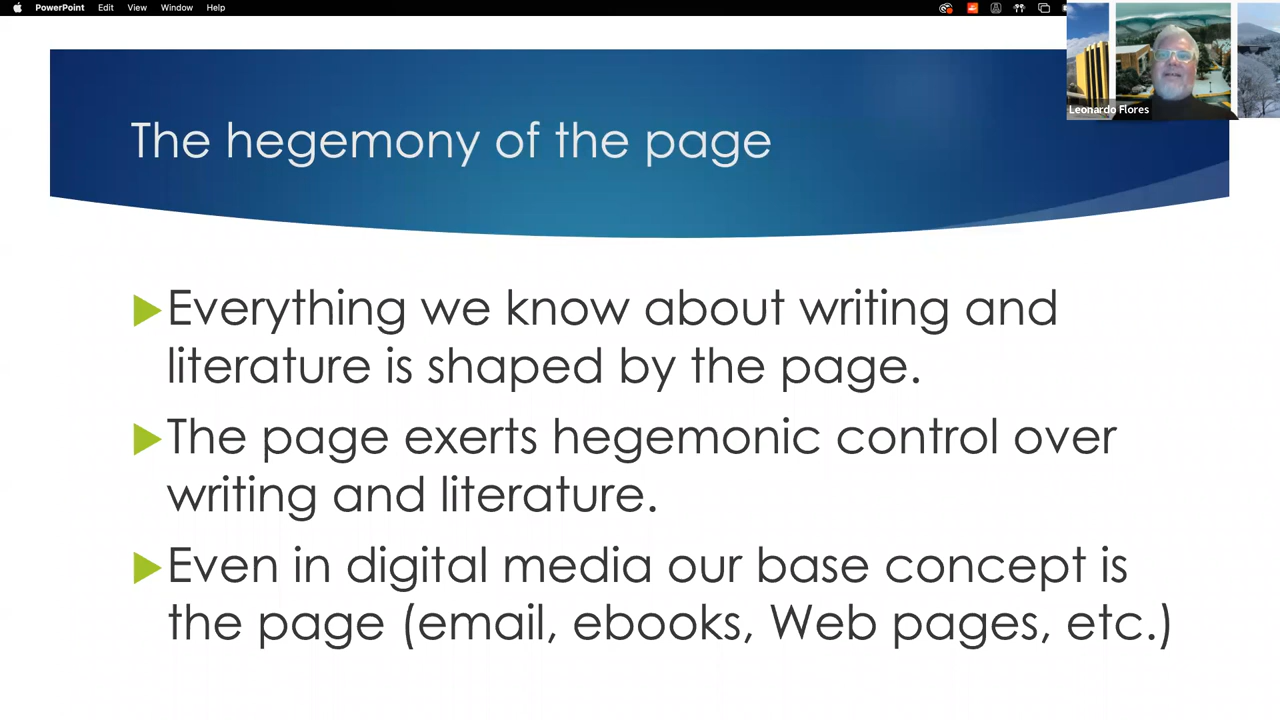 PowerPoint Edit View Window Help
Leonardo Flores
The hegemony of the page
Everything we know about writing and
literature is shaped by the page.
The page exerts hegemonic control over
writing and literature.
Even in digital media our base concept is
the page (email, ebooks, Web pages, etc.)